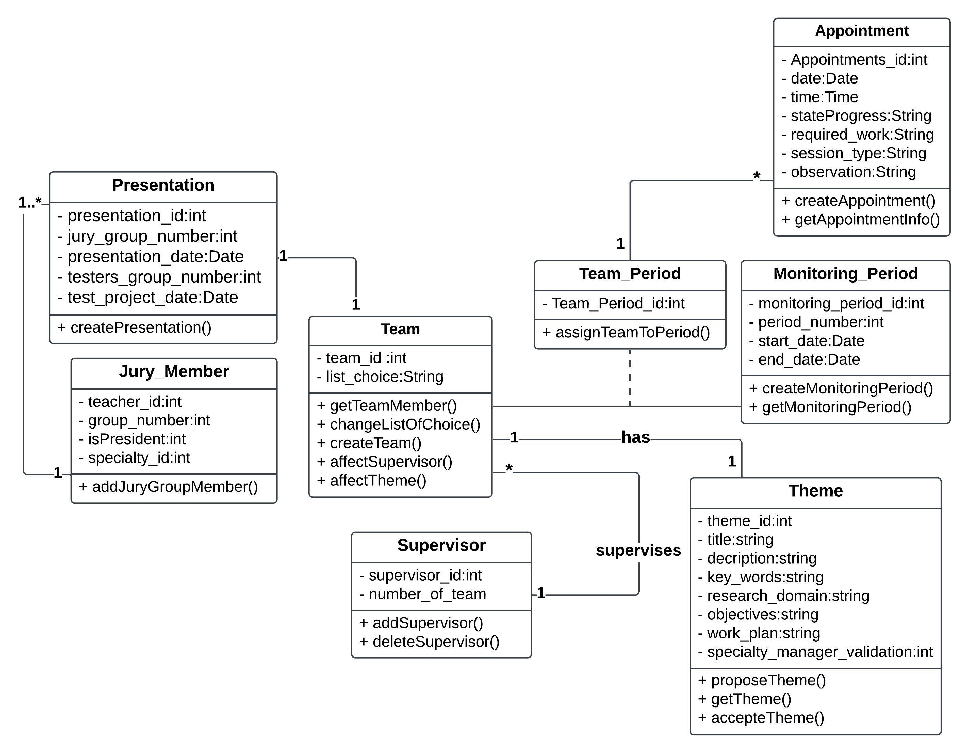 Appointment
- Appointments_id:int
- date:Date
- time:Time
- stateProgress:String
- required_work:String
- session_type:String
- observation:String
+ createAppointment()
+ getAppointmentInfo()
*
1
1..*
Presentation
- presentation_id:int
- jury_group_number:int
- presentation_date:Date
- testers_group_number:int
- test_project_date:Date
+ createPresentation()
1
1
Team_Period
- Team_Period_id:int
+ assignTeamToPeriod()
Monitoring_Period
- monitoring_period_id:int
- period_number:int
- start_date:Date
- end_date:Date
+ createMonitoringPeriod()
+ getMonitoringPeriod()
Team
- team_id :int
- list_choice:String
+ getTeamMember()
+ changeListOfChoice()
+ createTeam()
+ affectSupervisor()
+ affectTheme()
Jury_Member
- teacher_id:int
- group_number:int
- isPresident:int
- specialty_id:int
+ addJuryGroupMember()
1
1
has
1
*
supervises
1
Supervisor
- supervisor_id:int
- number_of_team
+ addSupervisor()
+ deleteSupervisor()
Theme
- theme_id:int
- title:string
- decription:string
- key_words:string
- research_domain:string
- objectives:string
- work_plan:string
- specialty_manager_validation:int
+ proposeTheme()
+ getTheme()
+ accepteTheme()